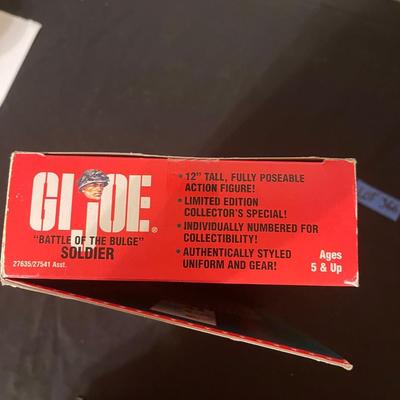 GI JOE®
"BATTLE OF THE BULGE"
SOLDIER
27635/27541 Asst.
• 12" TALL, FULLY POSEABLE
ACTION FIGURE!
• LIMITED EDITION
COLLECTOR'S SPECIAL!
• INDIVIDUALLY NUMBERED FOR
COLLECTIBILITY!
• AUTHENTICALLY STYLED
UNIFORM AND GEAR!
Ages
5 & Up